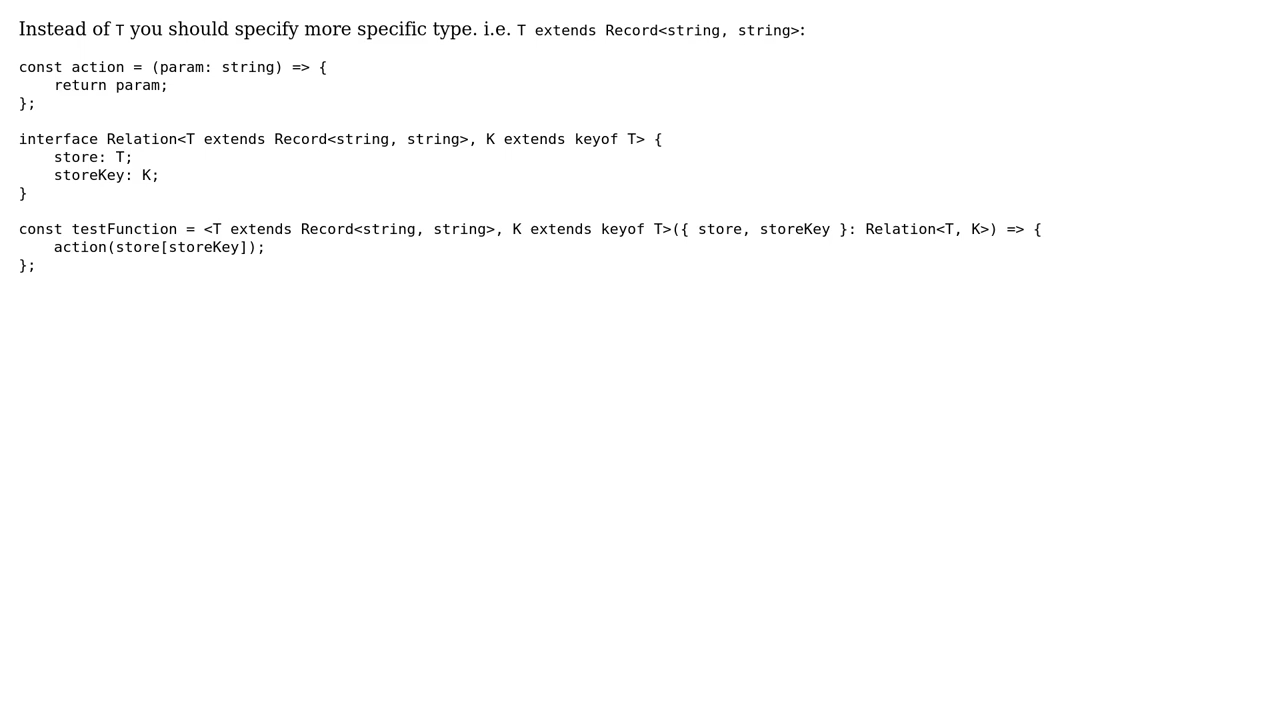 Instead of T you should specify more specific type. i.e. T extends Record<string, string>:
const action = (param: string) => {
    return param;
};
interface Relation<T extends Record<string, string>, K extends keyof T> {
    store: T;
    storeKey: K;
}
const testFunction = <T extends Record<string, string>, K extends keyof T>({ store, storeKey }: Relation<T, K>) => {
    action(store[storeKey]);
};